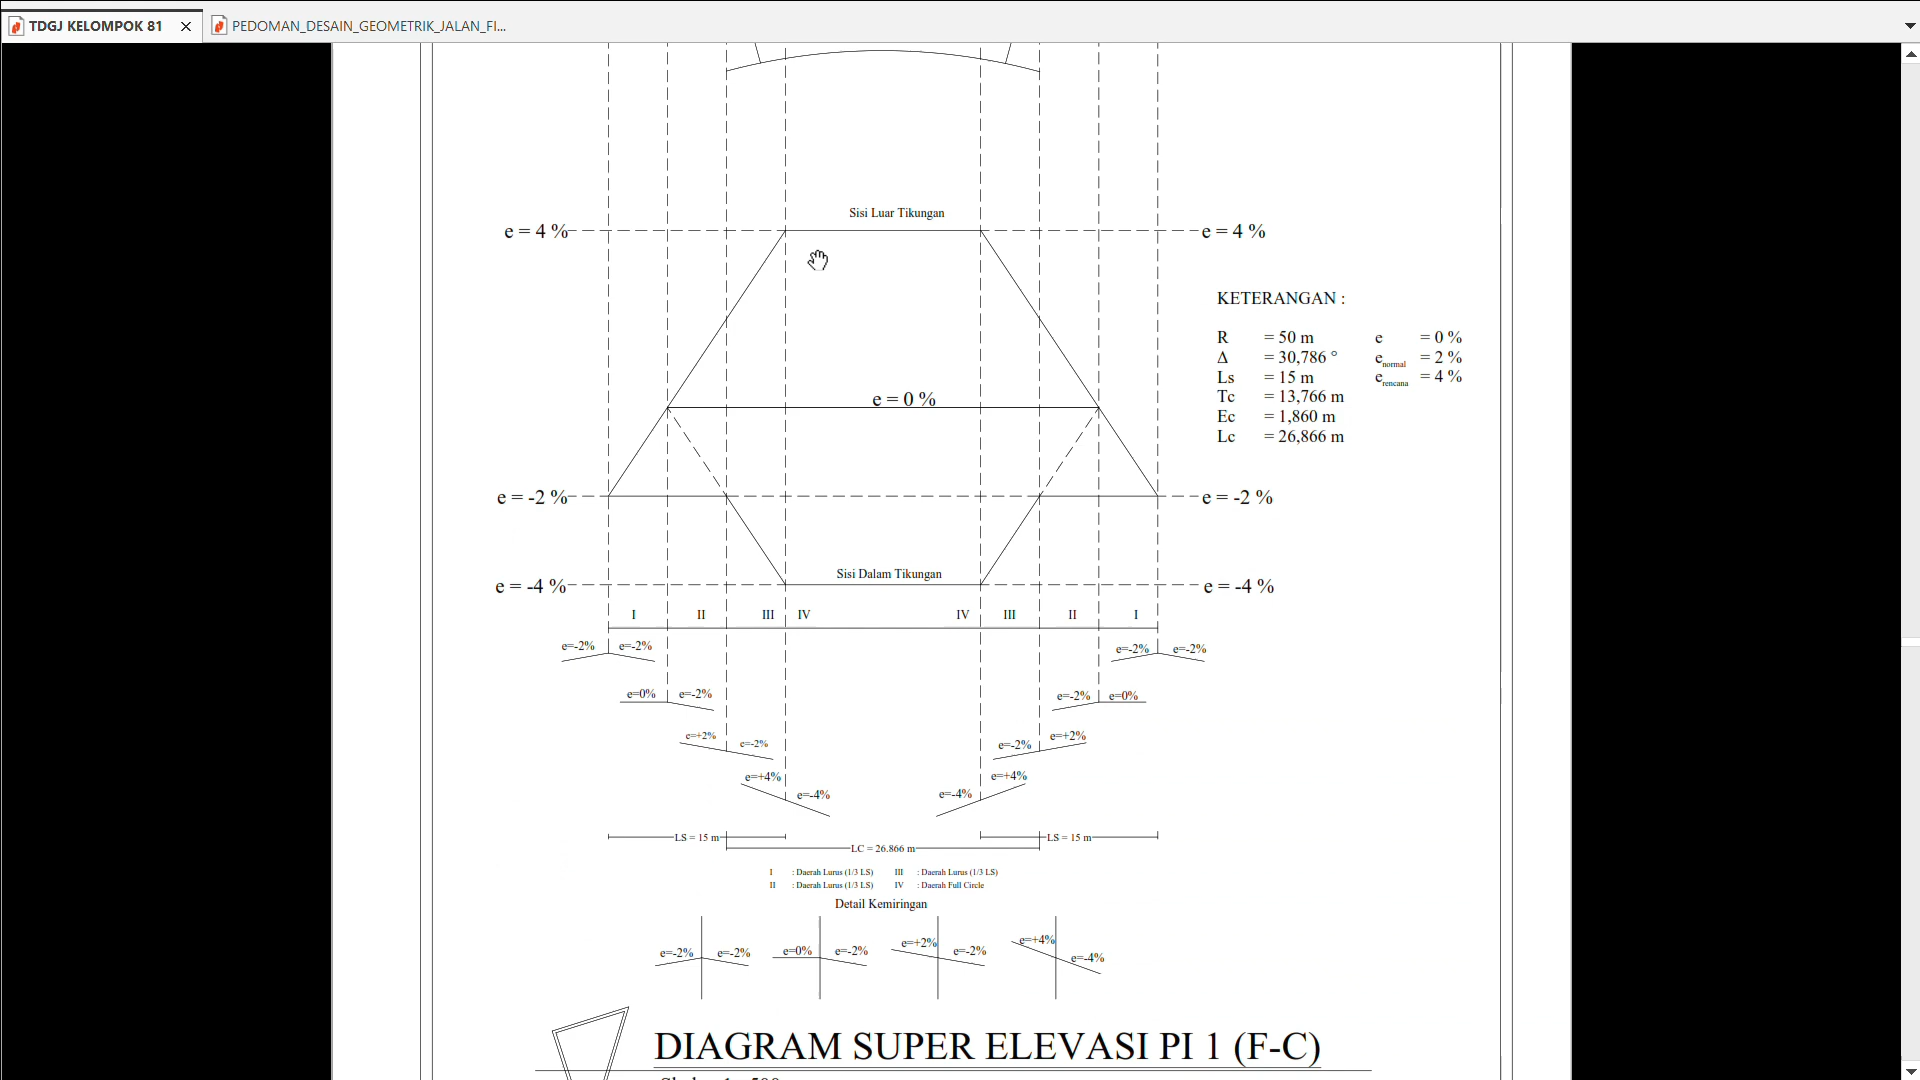 TDGJ KELOMPOK 81
PEDOMAN_DESAIN_GEOMETRIK_JALAN_FI...
Sisi Luar Tikungan
e = 4 %
e = 4 %
KETERANGAN :
R = 50 m e = 0 %
Δ = 30,786 ° e normal = 2 %
Ls = 15 m e rencana = 4 %
Tc = 13,766 m
Ec = 1,860 m
Lc = 26,866 m
e = 0 %
e = -2 %
e = -2 %
Sisi Dalam Tikungan
e = -4 %
e = -4 %
I II III IV IV III II I
e=-2% e=-2% e=-2% e=-2%
e=0% e=-2% e=-2% e=0%
e=+2% e=-2% e=-2% e=+2%
e=+4% e=-4% e=-4% e=+4%
LS = 15 m LS = 15 m
LC = 26.866 m
I : Daerah Lurus (1/3 LS) III : Daerah Lurus (1/3 LS)
II : Daerah Lurus (1/3 LS) IV : Daerah Full Circle
Detail Kemiringan
e=-2% e=-2% e=0% e=-2% e=+2% e=-2% e=+4% e=-4%
DIAGRAM SUPER ELEVASI PI 1 (F-C)